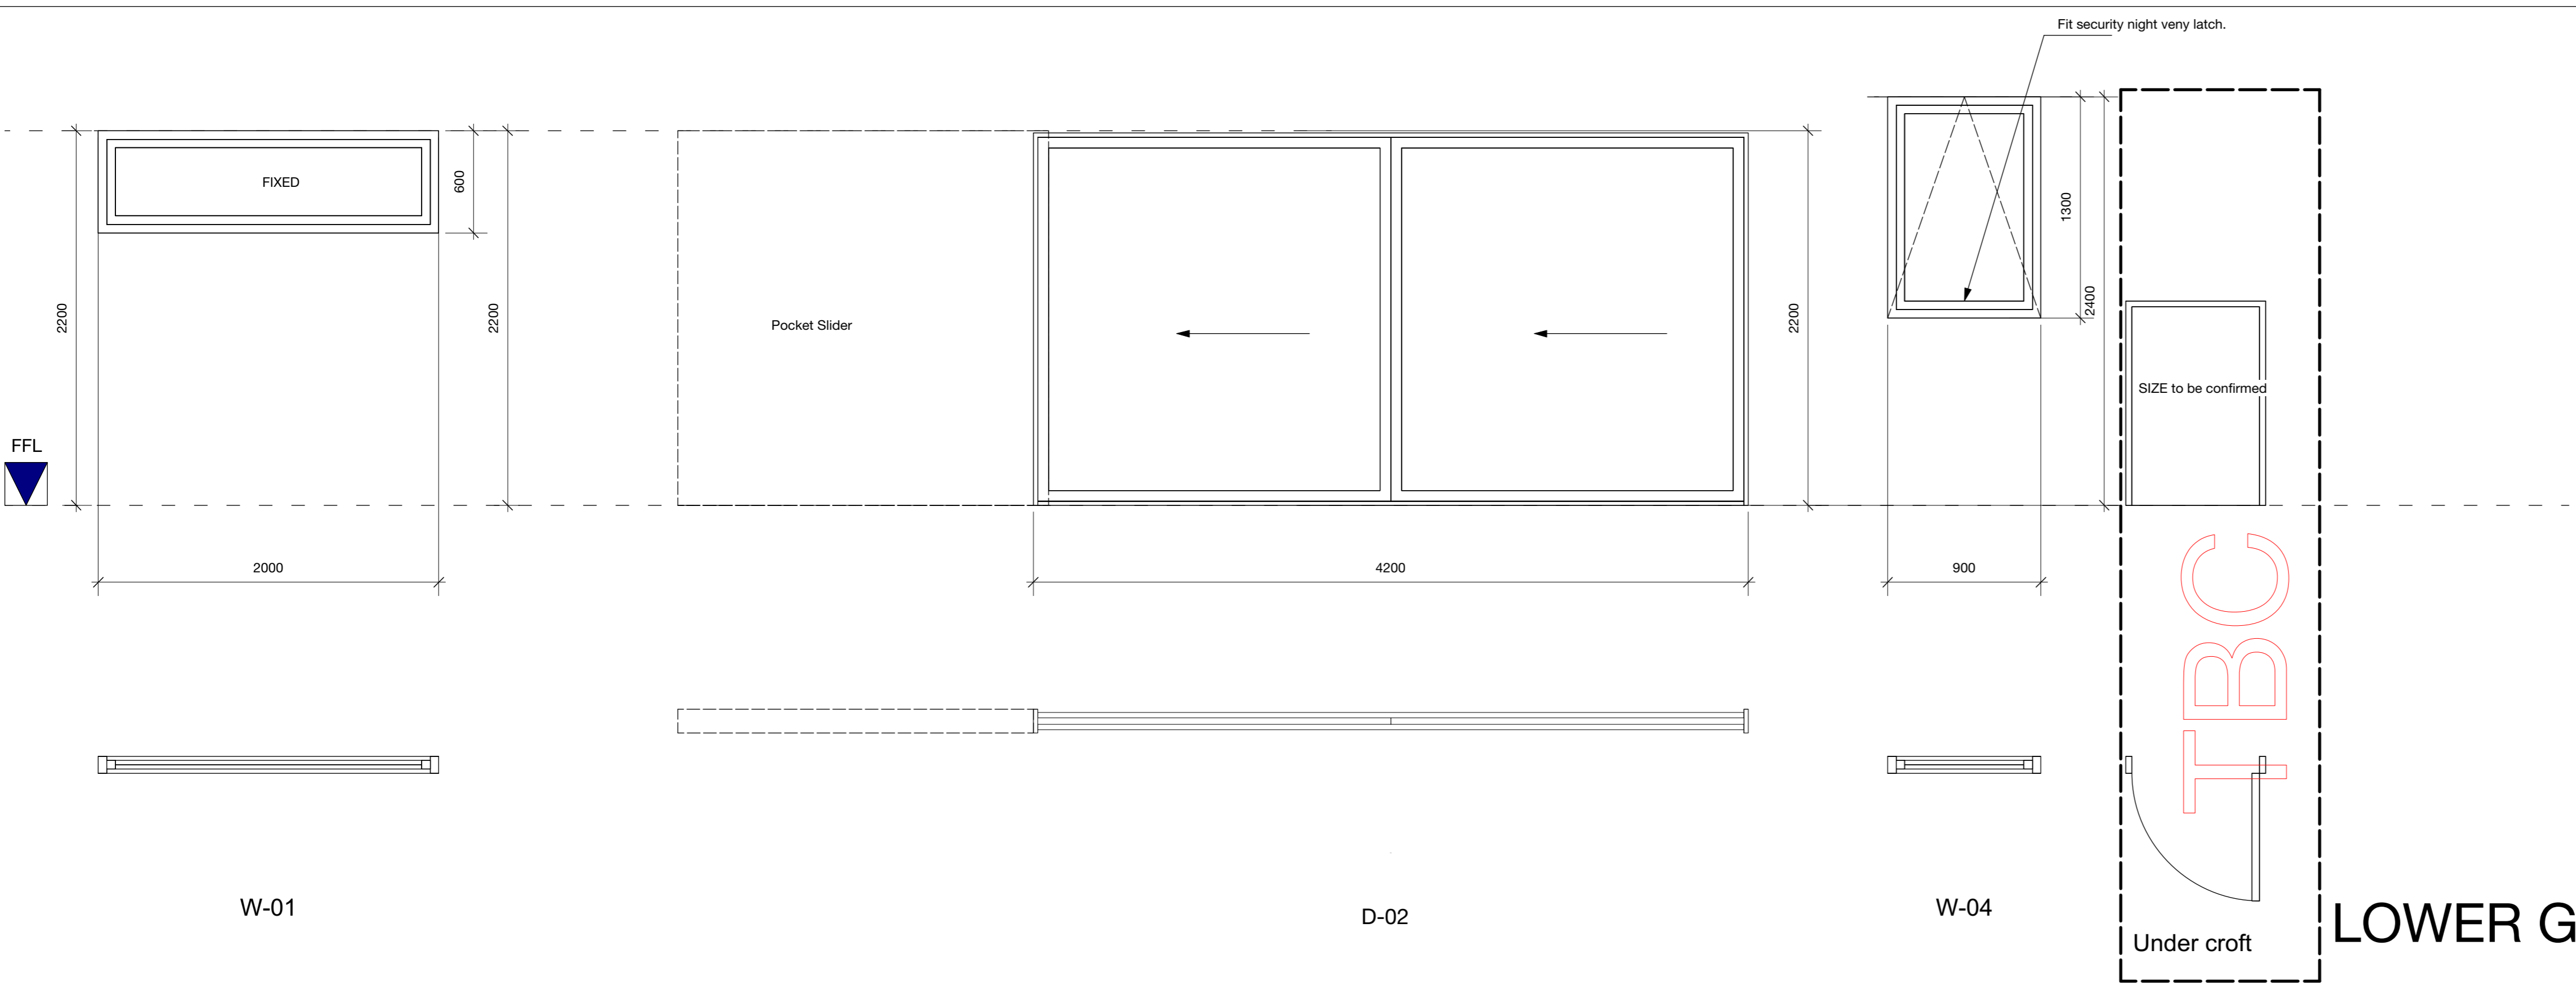 Fit security night veny latch.
FIXED
600
2200
2200
Pocket Slider
2200
1300
2400
SIZE to be confirmed
FFL
2000
4200
900
TBC
W-01
D-02
W-04
Under croft
LOWER G